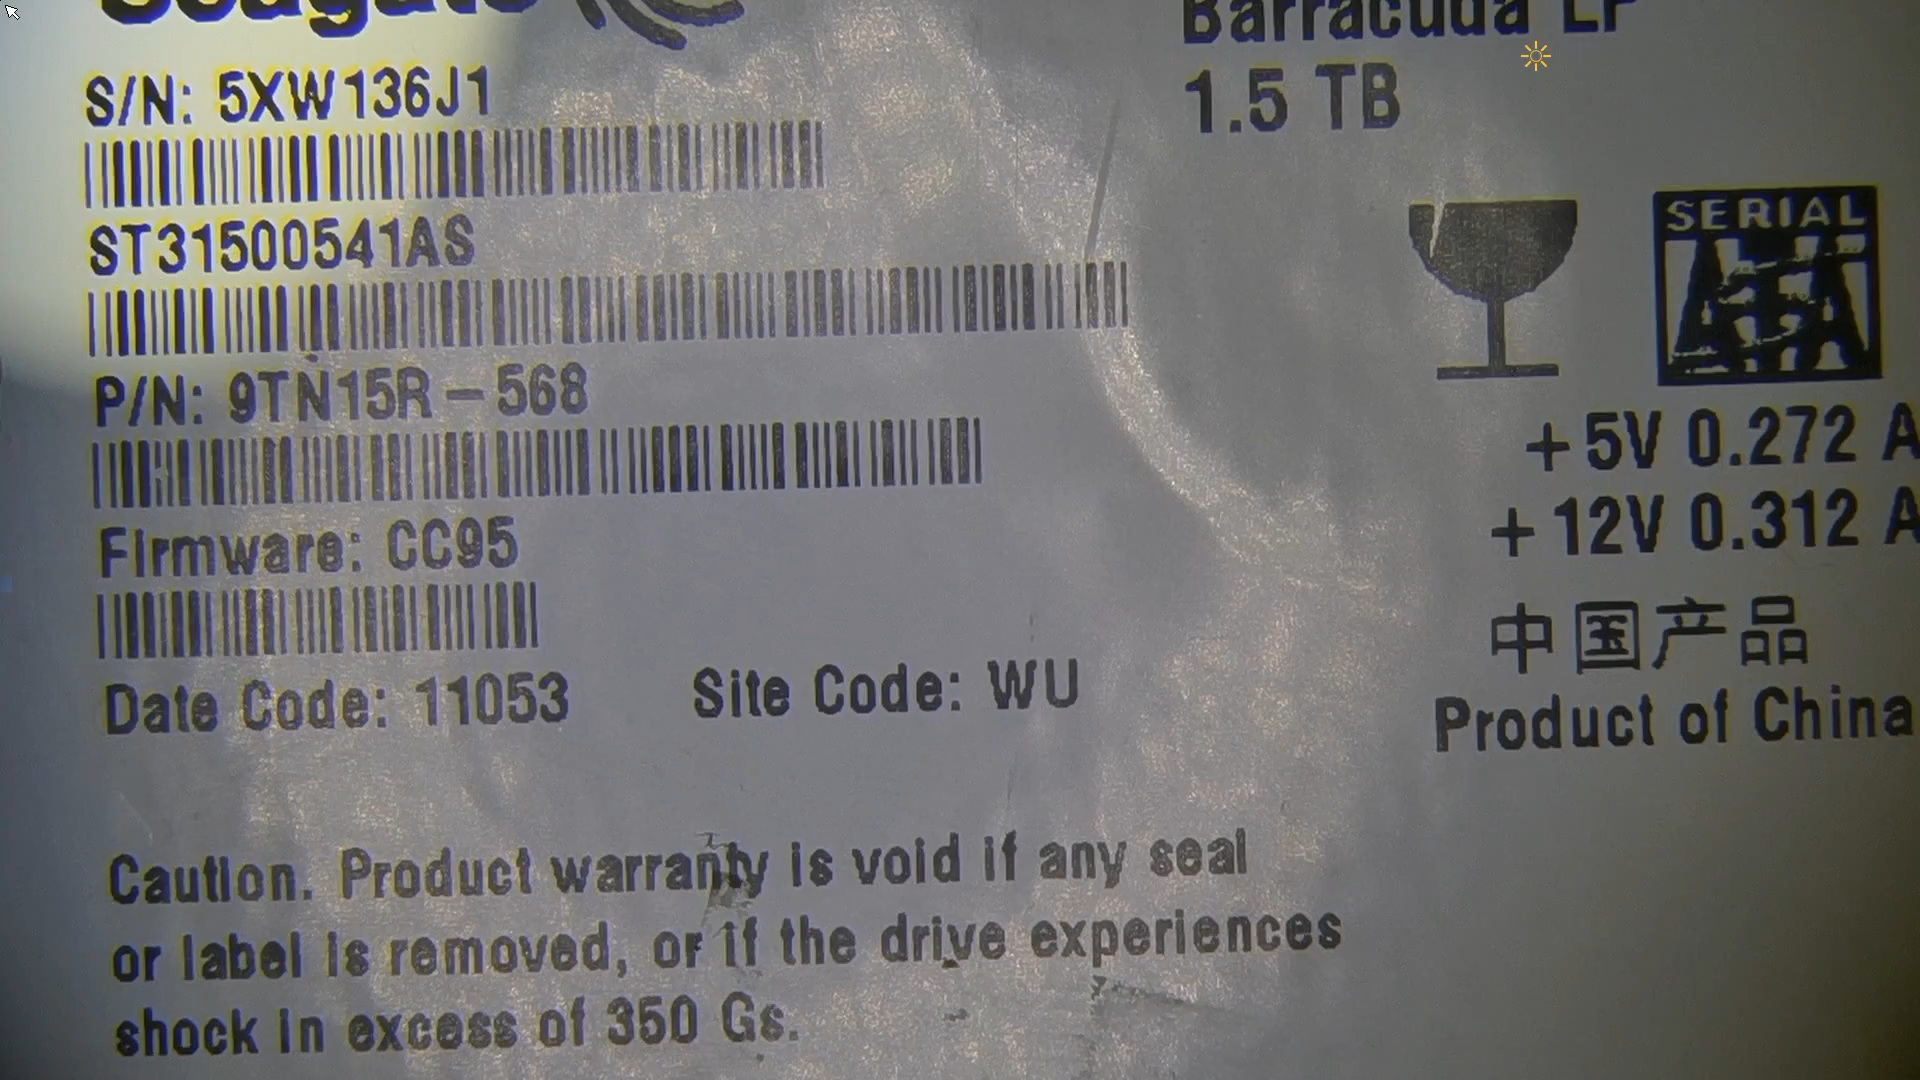 Seagate
Barracuda LP
1.5 TB
S/N: 5XW136J1
ST31500541AS
P/N: 9TN15R-568
Firmware: CC95
Date Code: 11053 Site Code: WU
SERIAL
ATA
+5V 0.272 A
+12V 0.312 A
中国产品
Product of China
Caution. Product warranty is void if any seal
or label is removed, or if the drive experiences
shock in excess of 350 Gs.